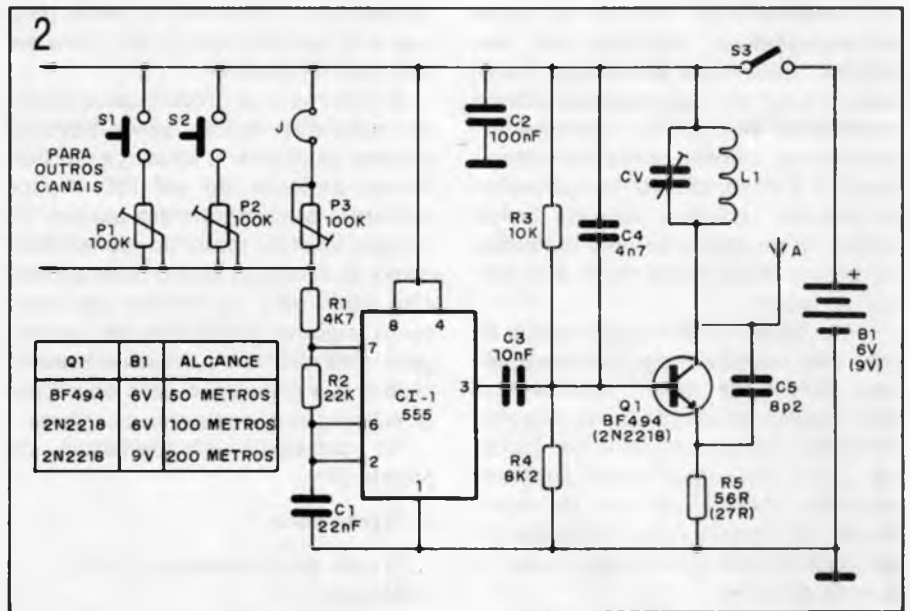 2
S3
S1
S2
J
C2
100nF
PARA
OUTROS
CANAIS
P1
100K
P2
100K
P3
100K
CV
L1
R3
10K
C4
4n7
A
R1
4K7
8
4
+
B1
6V
(9V)
Q1 B1 ALCANCE
BF494 6V 50 METROS
2N2218 6V 100 METROS
2N2218 9V 200 METROS
7
R2
22K
6
2
CI-1
555
3
C3
10nF
Q1
BF494
(2N2218)
C5
8p2
1
R4
8K2
R5
56R
(27R)
C1
22nF